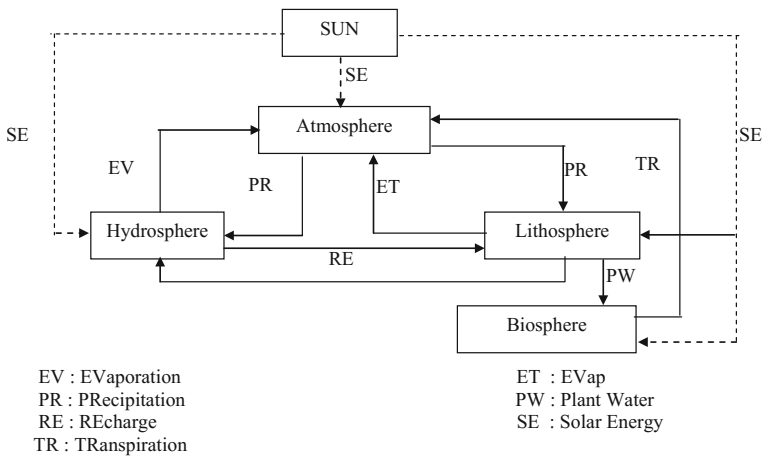 SUN
SE
SE
SE
Atmosphere
EV
PR
ET
PR
TR
Hydrosphere
Lithosphere
RE
PW
Biosphere
EV : EVaporation
PR : PRecipitation
RE : REcharge
TR : TRanspiration
ET : EVap
PW : Plant Water
SE : Solar Energy